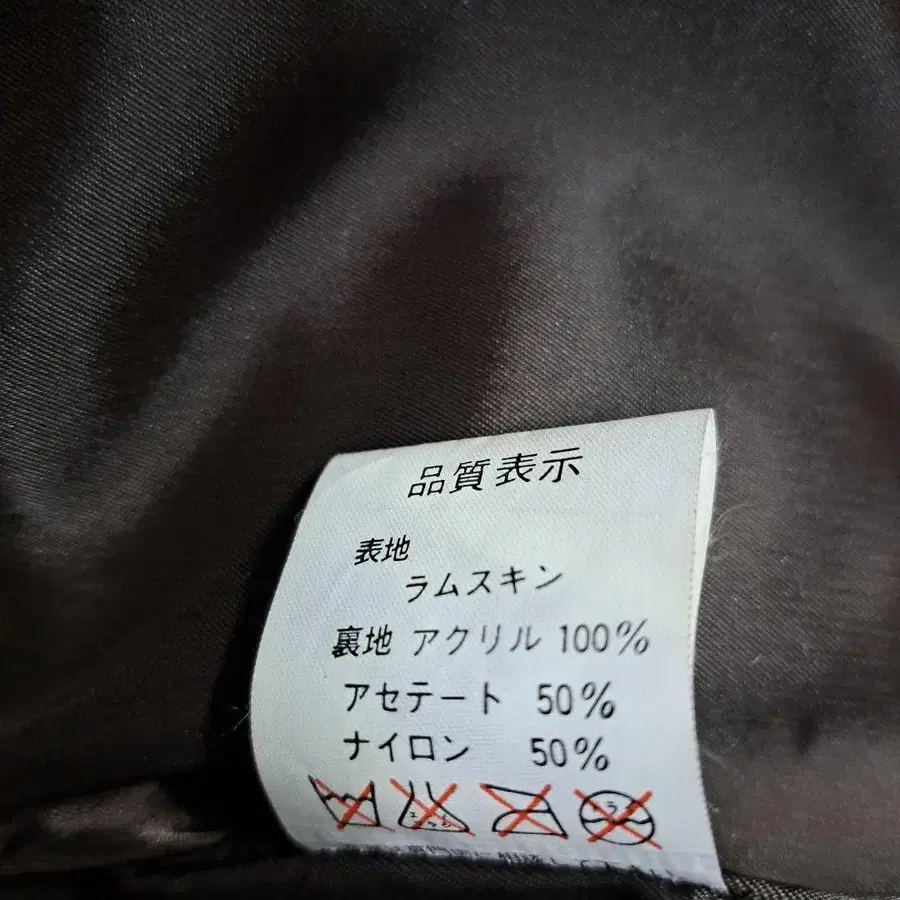 品質表示
表地
ラムスキン
裏地 アクリル 100%
アセテート 50%
ナイロン 50%